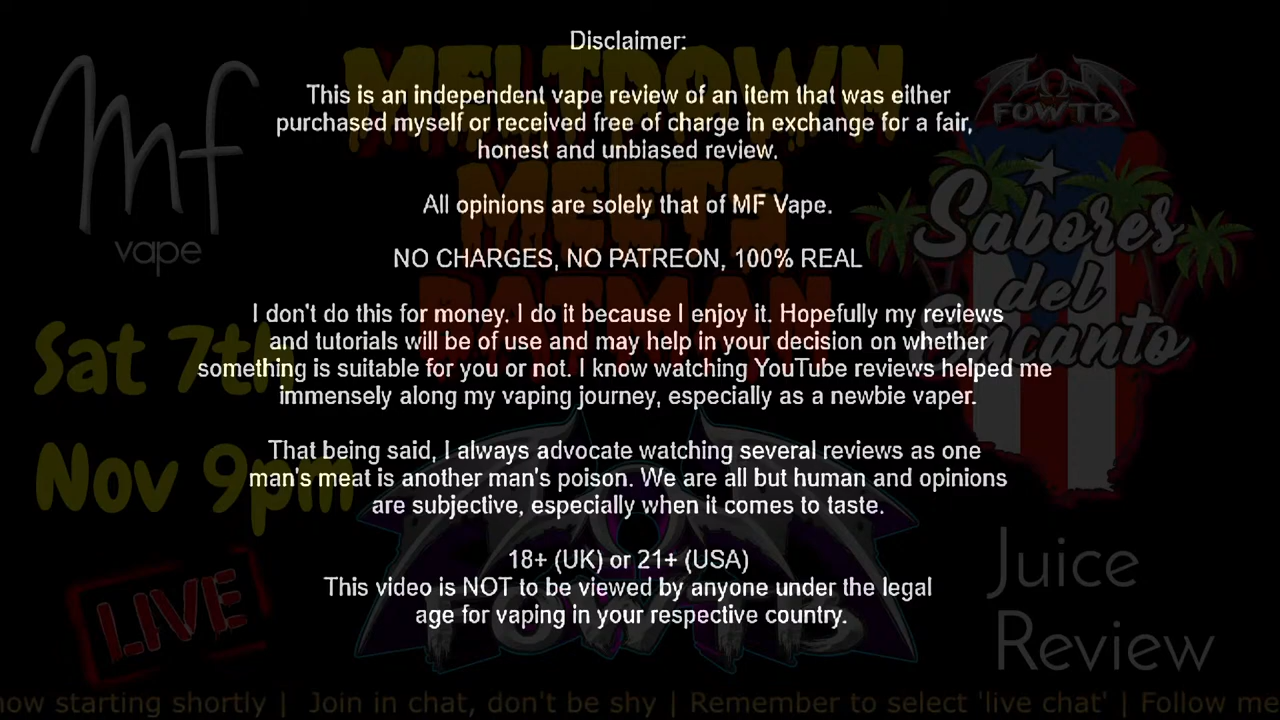 Disclaimer:
This is an independent vape review of an item that was either
purchased myself or received free of charge in exchange for a fair,
honest and unbiased review.
All opinions are solely that of MF Vape.
NO CHARGES, NO PATREON, 100% REAL
I don't do this for money. I do it because I enjoy it. Hopefully my reviews
and tutorials will be of use and may help in your decision on whether
something is suitable for you or not. I know watching YouTube reviews helped me
immensely along my vaping journey, especially as a newbie vaper.
That being said, I always advocate watching several reviews as one
man's meat is another man's poison. We are all but human and opinions
are subjective, especially when it comes to taste.
18+ (UK) or 21+ (USA)
This video is NOT to be viewed by anyone under the legal
age for vaping in your respective country.
mf
vape
MELTDOWN
MEETS
BATMAN
FOWTB
Sabores
del
Encanto
Sat 7th
Nov 9pm
LIVE
FOWTB
Juice
Review
how starting shortly | Join in chat, don't be shy | Remember to select 'live chat' | Follow me